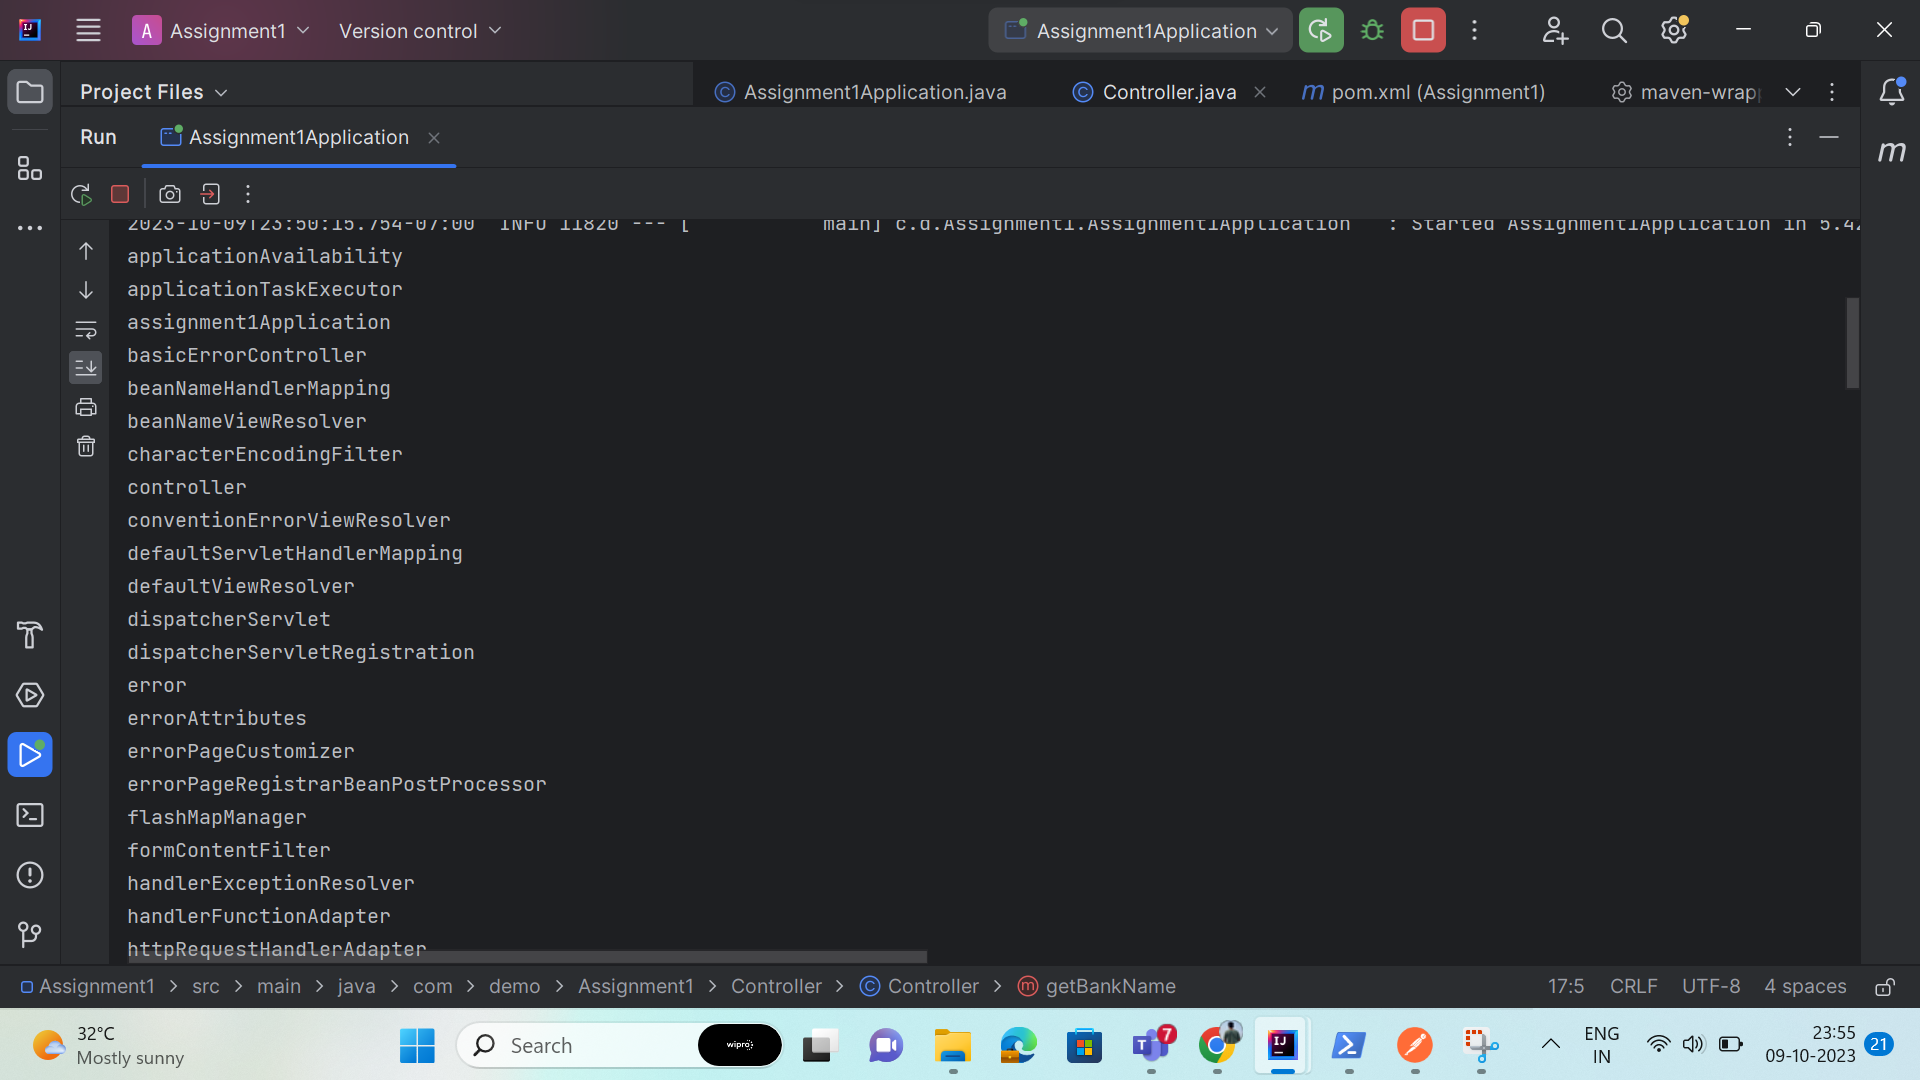 A Assignment1 Version control Assignment1Application
Project Files Assignment1Application.java Controller.java m pom.xml (Assignment1) maven-wrap
Run Assignment1Application
2023-10-09T23:50:15.754-07:00 INFO 11820 --- [ main] c.d.Assignment1.Assignment1Application : Started Assignment1Application in 5.42
applicationAvailability
applicationTaskExecutor
assignment1Application
basicErrorController
beanNameHandlerMapping
beanNameViewResolver
characterEncodingFilter
controller
conventionErrorViewResolver
defaultServletHandlerMapping
defaultViewResolver
dispatcherServlet
dispatcherServletRegistration
error
errorAttributes
errorPageCustomizer
errorPageRegistrarBeanPostProcessor
flashMapManager
formContentFilter
handlerExceptionResolver
handlerFunctionAdapter
httpRequestHandlerAdapter
Assignment1 > src > main > java > com > demo > Assignment1 > Controller > Controller > getBankName 17:5 CRLF UTF-8 4 spaces
32°C
Mostly sunny
Search
wipro
7
ENG
IN
23:55
09-10-2023
21